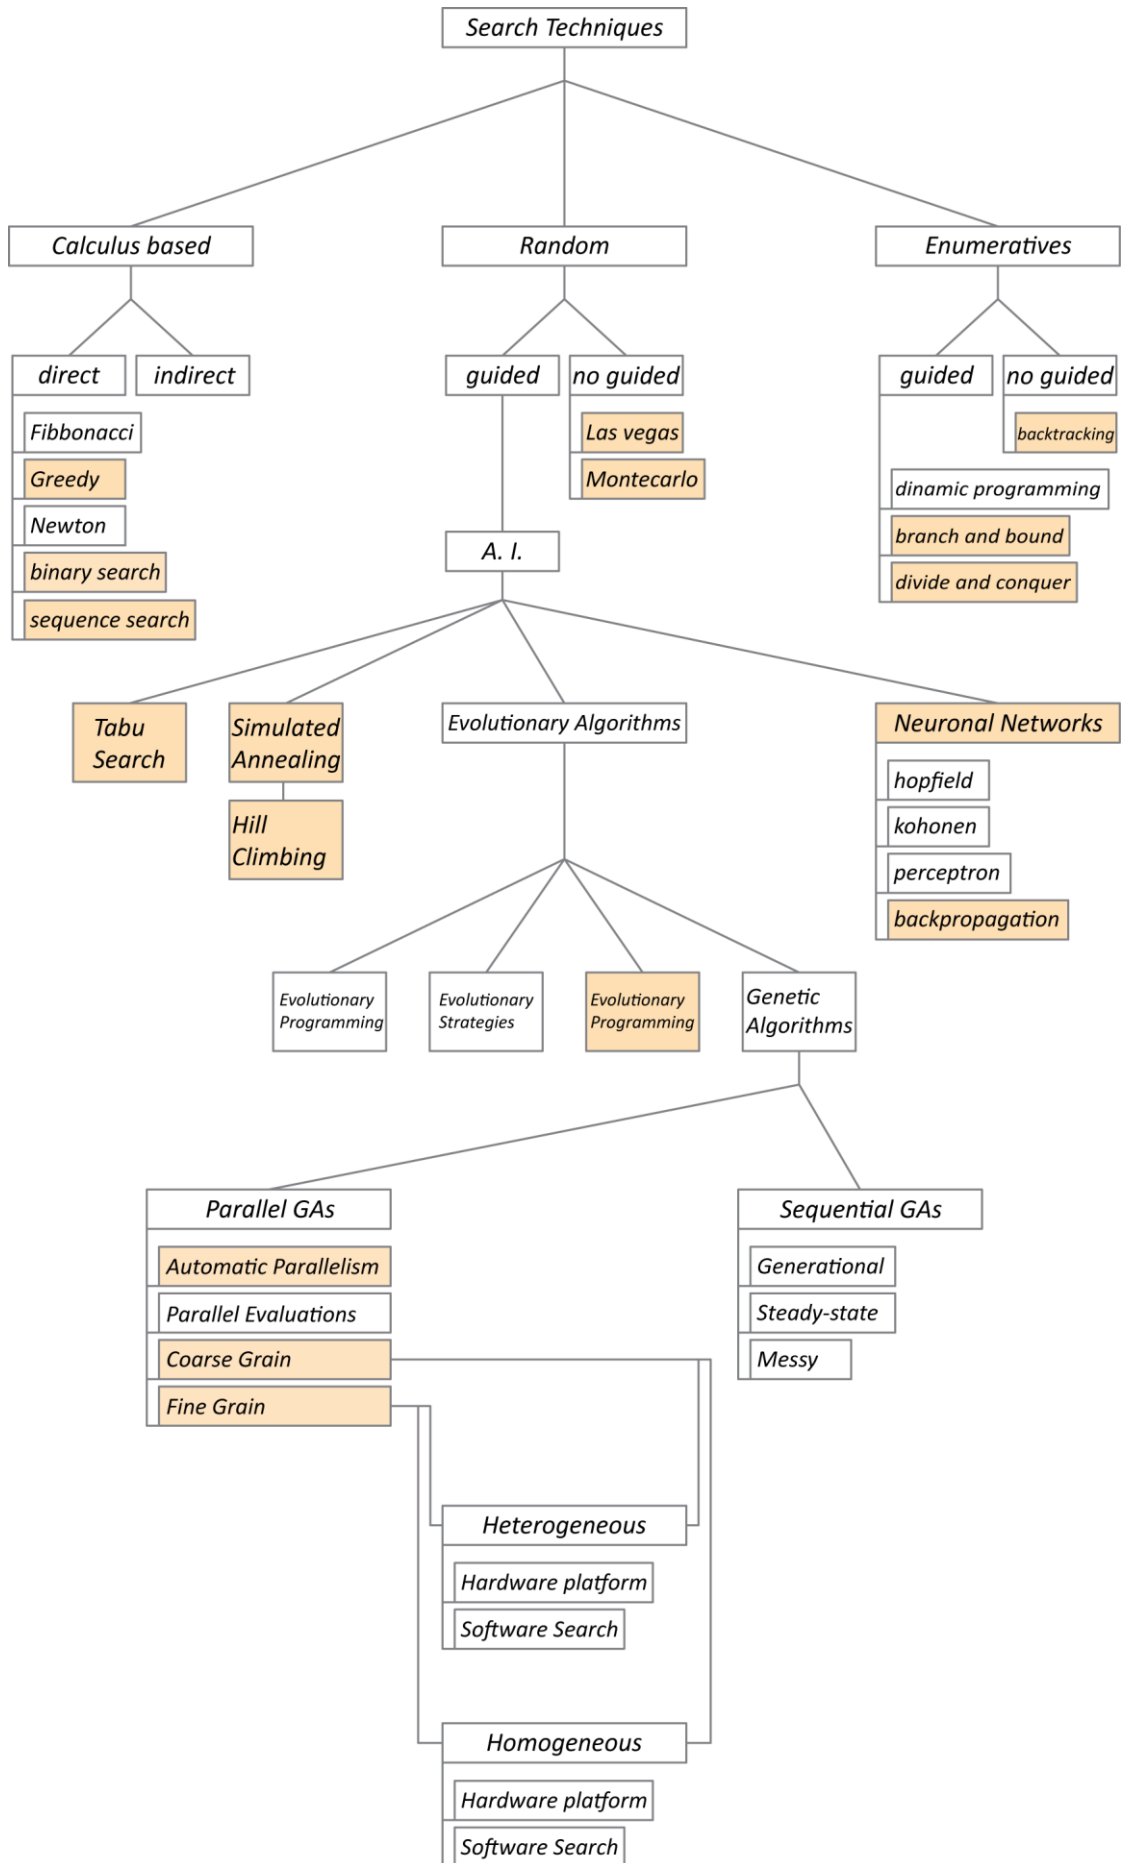 Search Techniques
Calculus based
Random
Enumeratives
direct
indirect
guided
no guided
guided
no guided
Fibbonacci
Greedy
Newton
binary search
sequence search
Las vegas
Montecarlo
backtracking
dinamic programming
branch and bound
divide and conquer
A. I.
Tabu
Search
Simulated
Annealing
Hill
Climbing
Evolutionary Algorithms
Neuronal Networks
hopfield
kohonen
perceptron
backpropagation
Evolutionary
Programming
Evolutionary
Strategies
Evolutionary
Programming
Genetic
Algorithms
Parallel GAs
Automatic Parallelism
Parallel Evaluations
Coarse Grain
Fine Grain
Sequential GAs
Generational
Steady-state
Messy
Heterogeneous
Hardware platform
Software Search
Homogeneous
Hardware platform
Software Search